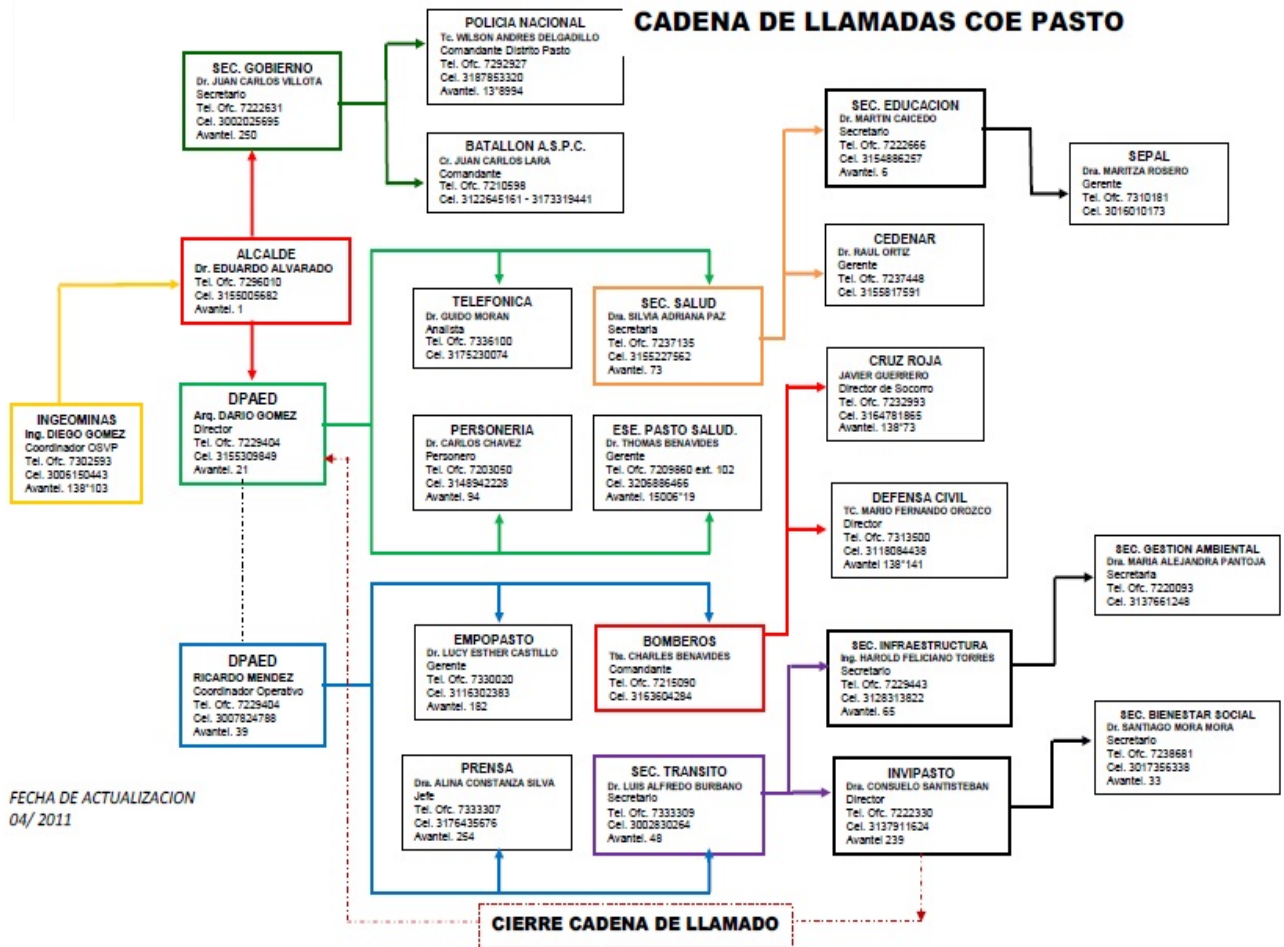 CADENA DE LLAMADAS COE PASTO
POLICIA NACIONAL
Tc. WILSON ANDRES DELGADILLO
Comandante Distrito Pasto
Tel. Ofc. 7292927
Cel. 3187853320
Avantel. 13*8994
SEC. GOBIERNO
Dr. JUAN CARLOS VILLOTA
Secretario
Tel. Ofc. 7222631
Cel. 3002025695
Avantel. 250
BATALLON A.S.P.C.
Cr. JUAN CARLOS LARA
Comandante
Tel. Ofc. 7210598
Cel. 3122645161 - 3173319441
SEC. EDUCACION
Dr. MARTIN CAICEDO
Secretario
Tel. Ofc. 7222666
Cel. 3154886257
Avantel. 6
SEPAL
Dra. MARITZA ROSERO
Gerente
Tel. Ofc. 7310181
Cel. 3016010173
ALCALDE
Dr. EDUARDO ALVARADO
Tel. Ofc. 7296010
Cel. 3155005682
Avantel. 1
CEDENAR
Dr. RAUL ORTIZ
Gerente
Tel. Ofc. 7237448
Cel. 3155817591
TELEFONICA
Dr. GUIDO MORAN
Analista
Tel. Ofc. 7336100
Cel. 3175230074
SEC. SALUD
Dra. SILVIA ADRIANA PAZ
Secretaria
Tel. Ofc. 7237135
Cel. 3155227562
Avantel. 73
CRUZ ROJA
JAVIER GUERRERO
Director de Socorro
Tel. Ofc. 7232993
Cel. 3164781865
Avantel. 138*73
DPAED
Arq. DARIO GOMEZ
Director
Tel. Ofc. 7229404
Cel. 3155309849
Avantel. 21
INGEOMINAS
Ing. DIEGO GOMEZ
Coordinador OSVP
Tel. Ofc. 7302593
Cel. 3006150443
Avantel. 138*103
PERSONERIA
Dr. CARLOS CHAVEZ
Personero
Tel. Ofc. 7203050
Cel. 3148942228
Avantel. 94
ESE. PASTO SALUD.
Dr. THOMAS BENAVIDES
Gerente
Tel. Ofc. 7209860 ext. 102
Cel. 3206886466
Avantel. 15006*19
DEFENSA CIVIL
TC. MARIO FERNANDO OROZCO
Director
Tel. Ofc. 7313500
Cel. 3118084438
Avantel 138*141
SEC. GESTION AMBIENTAL
Dra. MARIA ALEJANDRA PANTOJA
Secretaria
Tel. Ofc. 7220093
Cel. 3137661248
DPAED
RICARDO MENDEZ
Coordinador Operativo
Tel. Ofc. 7229404
Cel. 3007824788
Avantel. 39
EMPOPASTO
Dr. LUCY ESTHER CASTILLO
Gerente
Tel. Ofc. 7330020
Cel. 3116302383
Avantel. 182
BOMBEROS
Tte. CHARLES BENAVIDES
Comandante
Tel. Ofc. 7215090
Cel. 3163604284
SEC. INFRAESTRUCTURA
Ing. HAROLD FELICIANO TORRES
Secretario
Tel. Ofc. 7229443
Cel. 3128313822
Avantel. 65
SEC. BIENESTAR SOCIAL
Dr. SANTIAGO MORA MORA
Secretario
Tel. Ofc. 7238681
Cel. 3017356338
Avantel. 33
PRENSA
Dra. ALINA CONSTANZA SILVA
Jefe
Tel. Ofc. 7333307
Cel. 3176435676
Avantel. 254
SEC. TRANSITO
Dr. LUIS ALFREDO BURBANO
Secretario
Tel. Ofc. 7333309
Cel. 3002830264
Avantel. 48
INVIPASTO
Dra. CONSUELO SANTISTEBAN
Director
Tel. Ofc. 7222330
Cel. 3137911624
Avantel 239
FECHA DE ACTUALIZACION
04/ 2011
CIERRE CADENA DE LLAMADO